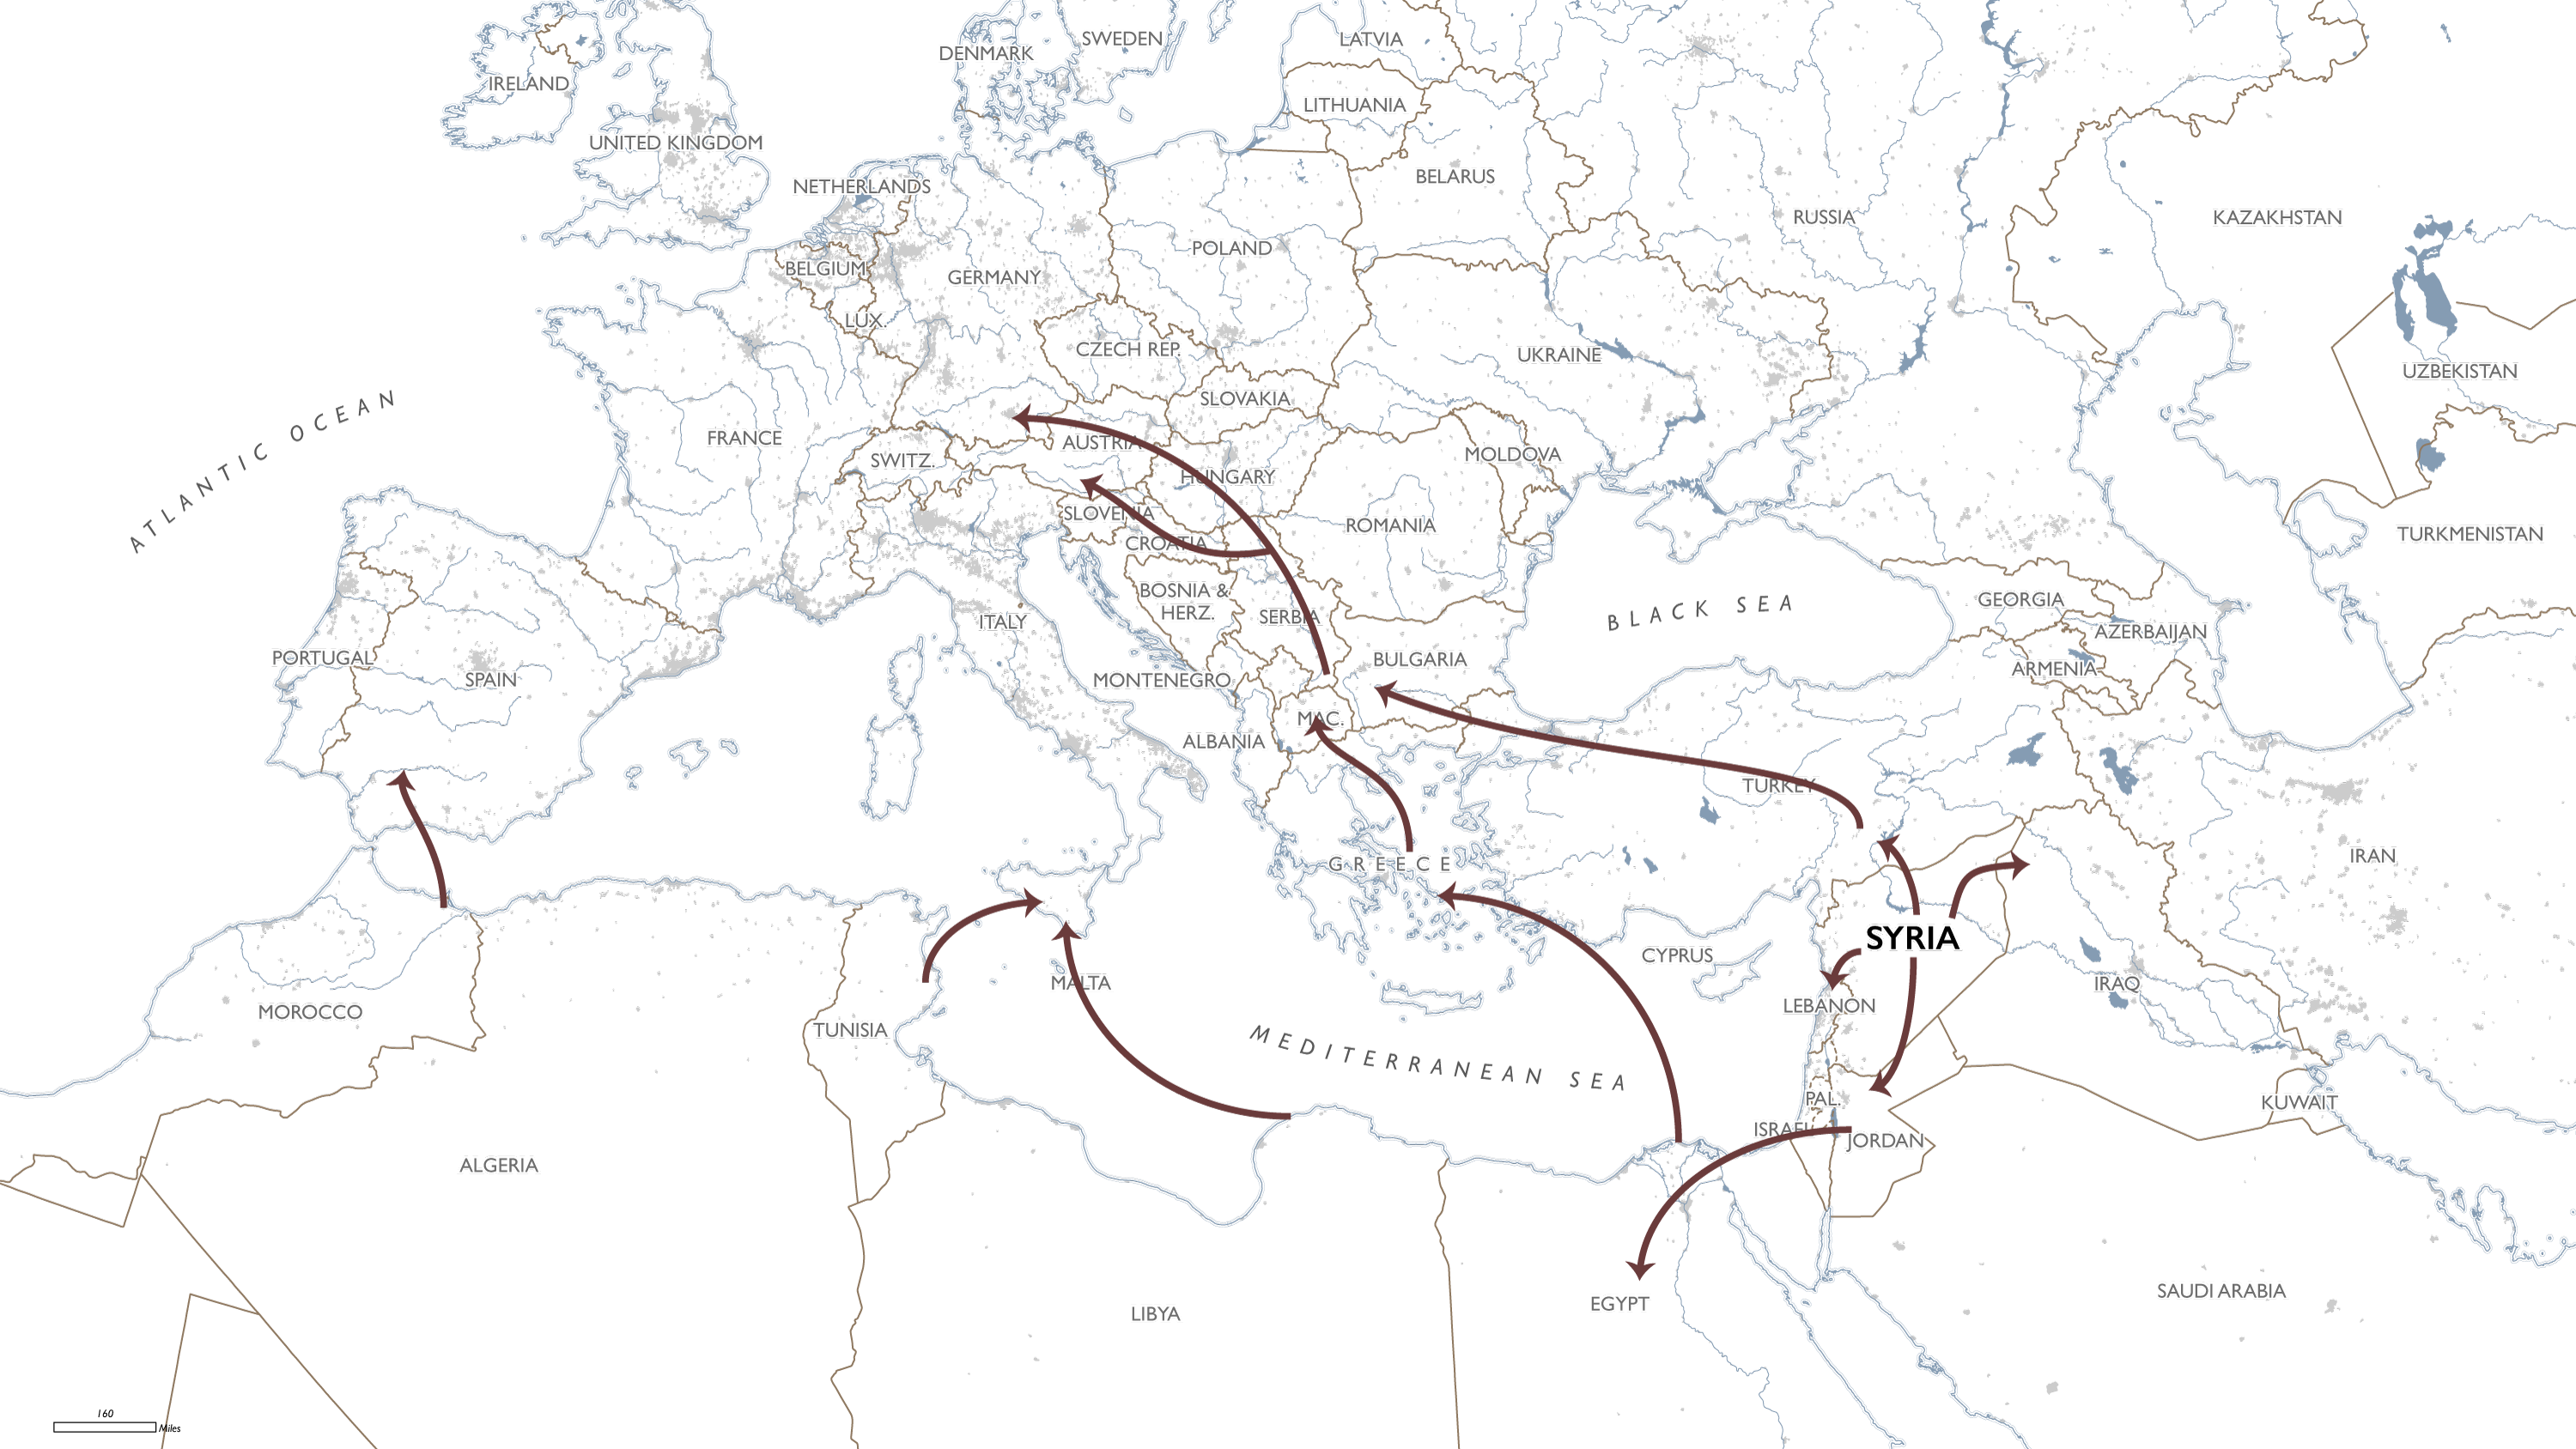 SWEDEN
LATVIA
DENMARK
IRELAND
LITHUANIA
UNITED KINGDOM
BELARUS
NETHERLANDS
RUSSIA
KAZAKHSTAN
POLAND
BELGIUM
GERMANY
LUX.
CZECH REP.
UKRAINE
UZBEKISTAN
SLOVAKIA
ATLANTIC OCEAN
FRANCE
AUSTRIA
MOLDOVA
SWITZ.
HUNGARY
SLOVENIA
ROMANIA
TURKMENISTAN
CROATIA
BOSNIA &
HERZ.
GEORGIA
BLACK SEA
SERBIA
ITALY
AZERBAIJAN
PORTUGAL
BULGARIA
ARMENIA
SPAIN
MONTENEGRO
MAC.
ALBANIA
TURKEY
IRAN
GREECE
SYRIA
CYPRUS
MALTA
IRAQ
LEBANON
MOROCCO
TUNISIA
MEDITERRANEAN SEA
PAL.
KUWAIT
ISRAEL
JORDAN
ALGERIA
SAUDI ARABIA
EGYPT
LIBYA
160
Miles